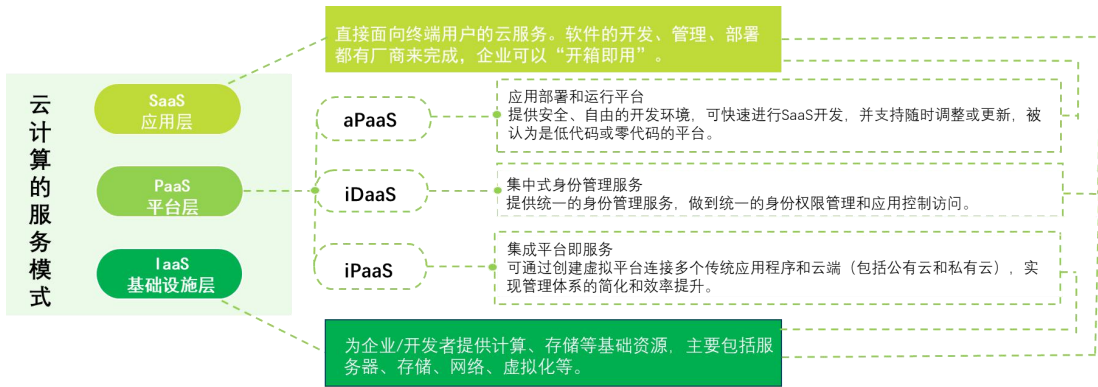 直接面向终端用户的云服务。软件的开发、管理、部署
都有厂商来完成，企业可以“开箱即用”。
云计算的服务模式
SaaS
应用层
PaaS
平台层
IaaS
基础设施层
aPaaS
应用部署和运行平台
提供安全、自由的开发环境，可快速进行SaaS开发，并支持随时调整或更新，被
认为是低代码或零代码的平台。
iDaaS
集中式身份管理服务
提供统一的身份管理服务，做到统一的身份权限管理和应用控制访问。
iPaaS
集成平台即服务
可通过创建虚拟平台连接多个传统应用程序和云端（包括公有云和私有云），实
现管理体系的简化和效率提升。
为企业/开发者提供计算、存储等基础资源，主要包括服
务器、存储、网络、虚拟化等。